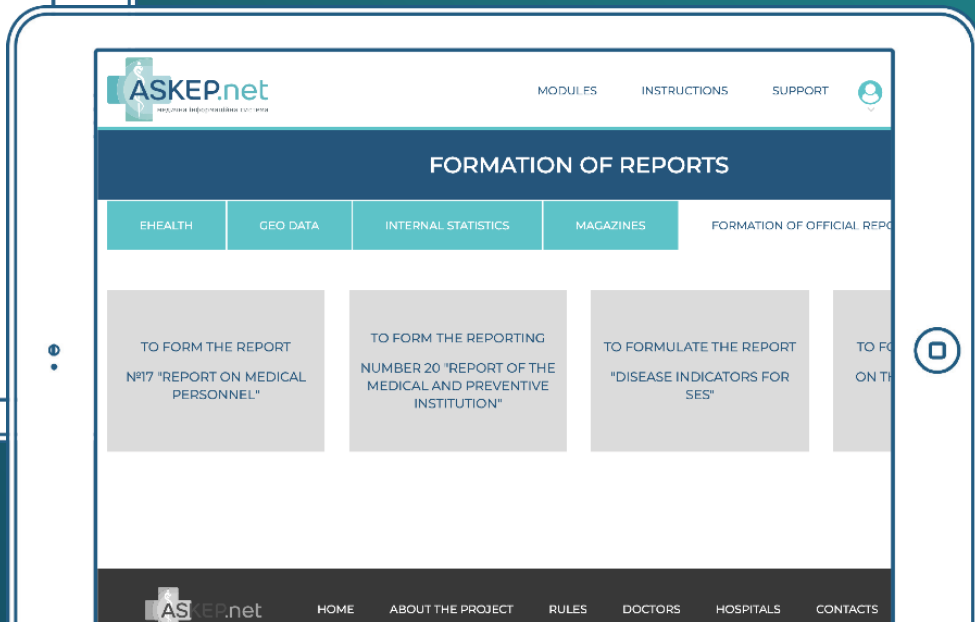 ASKEP.net
медична інформаційна система
MODULES INSTRUCTIONS SUPPORT
FORMATION OF REPORTS
EHEALTH GEO DATA INTERNAL STATISTICS MAGAZINES FORMATION OF OFFICIAL REPO
TO FORM THE REPORT
№17 "REPORT ON MEDICAL
PERSONNEL"
TO FORM THE REPORTING
NUMBER 20 "REPORT OF THE
MEDICAL AND PREVENTIVE
INSTITUTION"
TO FORMULATE THE REPORT
"DISEASE INDICATORS FOR
SES"
TO FO
ON TH
ASKEP.net
HOME ABOUT THE PROJECT RULES DOCTORS HOSPITALS CONTACTS